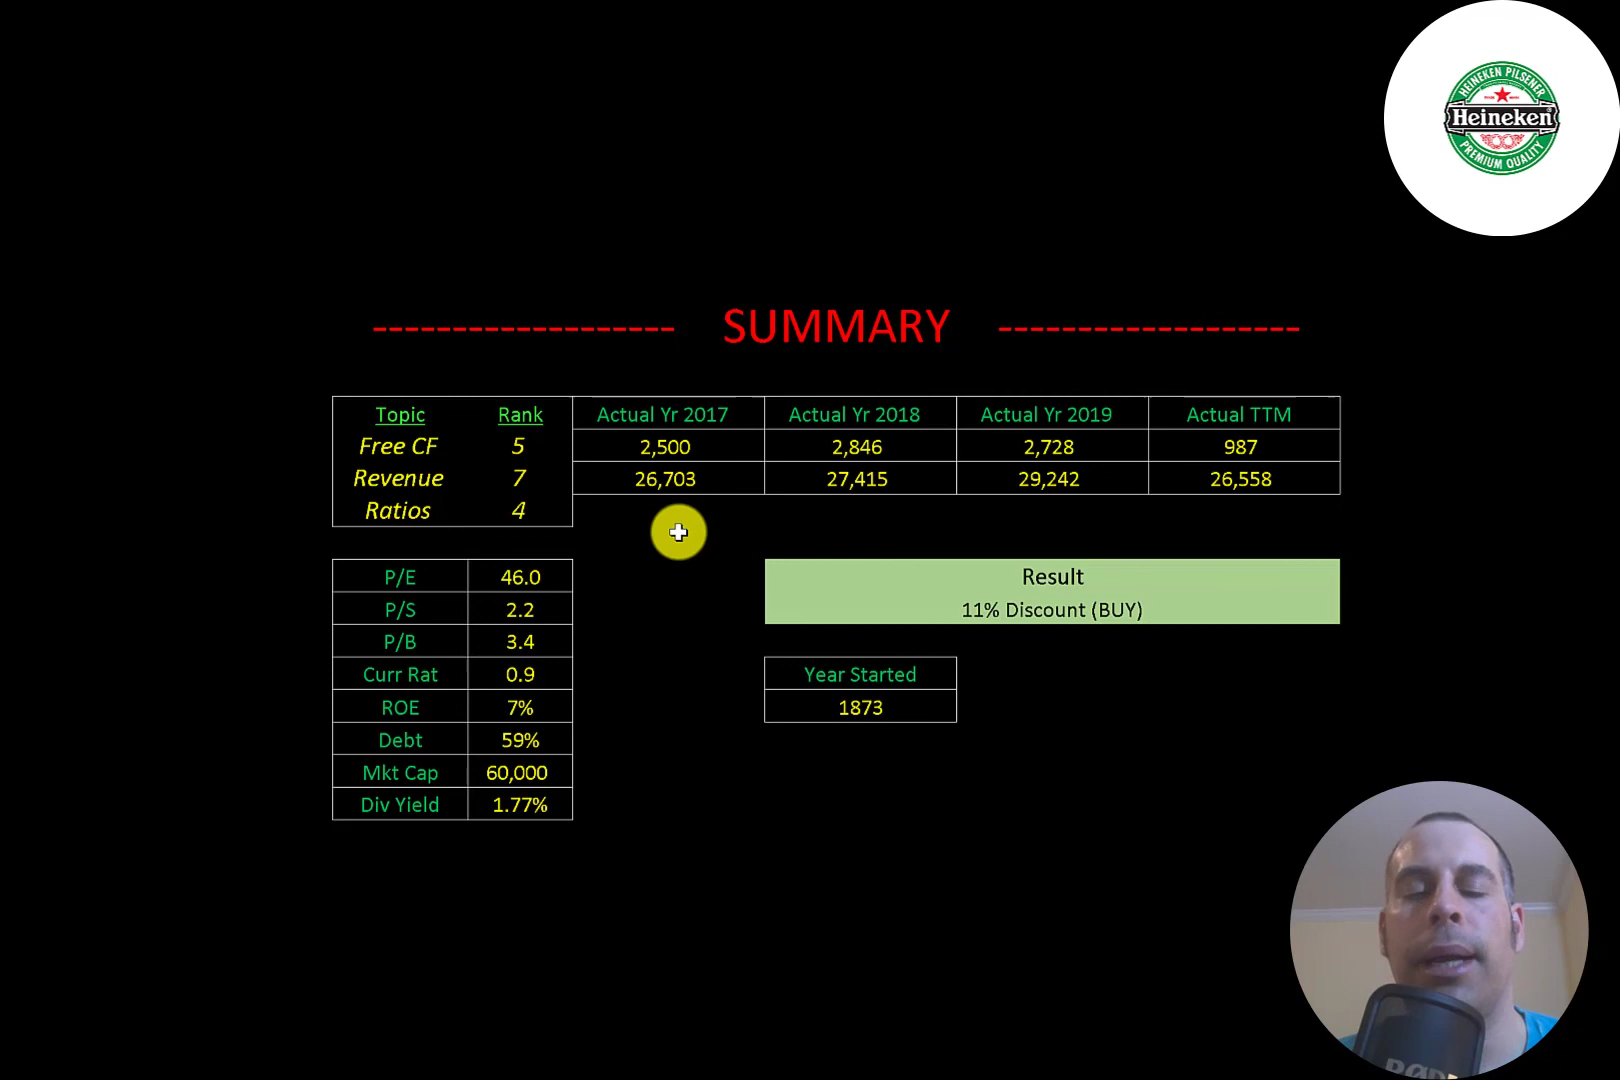 HEINEKEN PILSENER
Heineken
PREMIUM QUALITY
------------------- SUMMARY -------------------
Topic Rank Actual Yr 2017 Actual Yr 2018 Actual Yr 2019 Actual TTM
Free CF 5 2,500 2,846 2,728 987
Revenue 7 26,703 27,415 29,242 26,558
Ratios 4
P/E 46.0
P/S 2.2
P/B 3.4
Curr Rat 0.9
ROE 7%
Debt 59%
Mkt Cap 60,000
Div Yield 1.77%
Result
11% Discount (BUY)
Year Started
1873